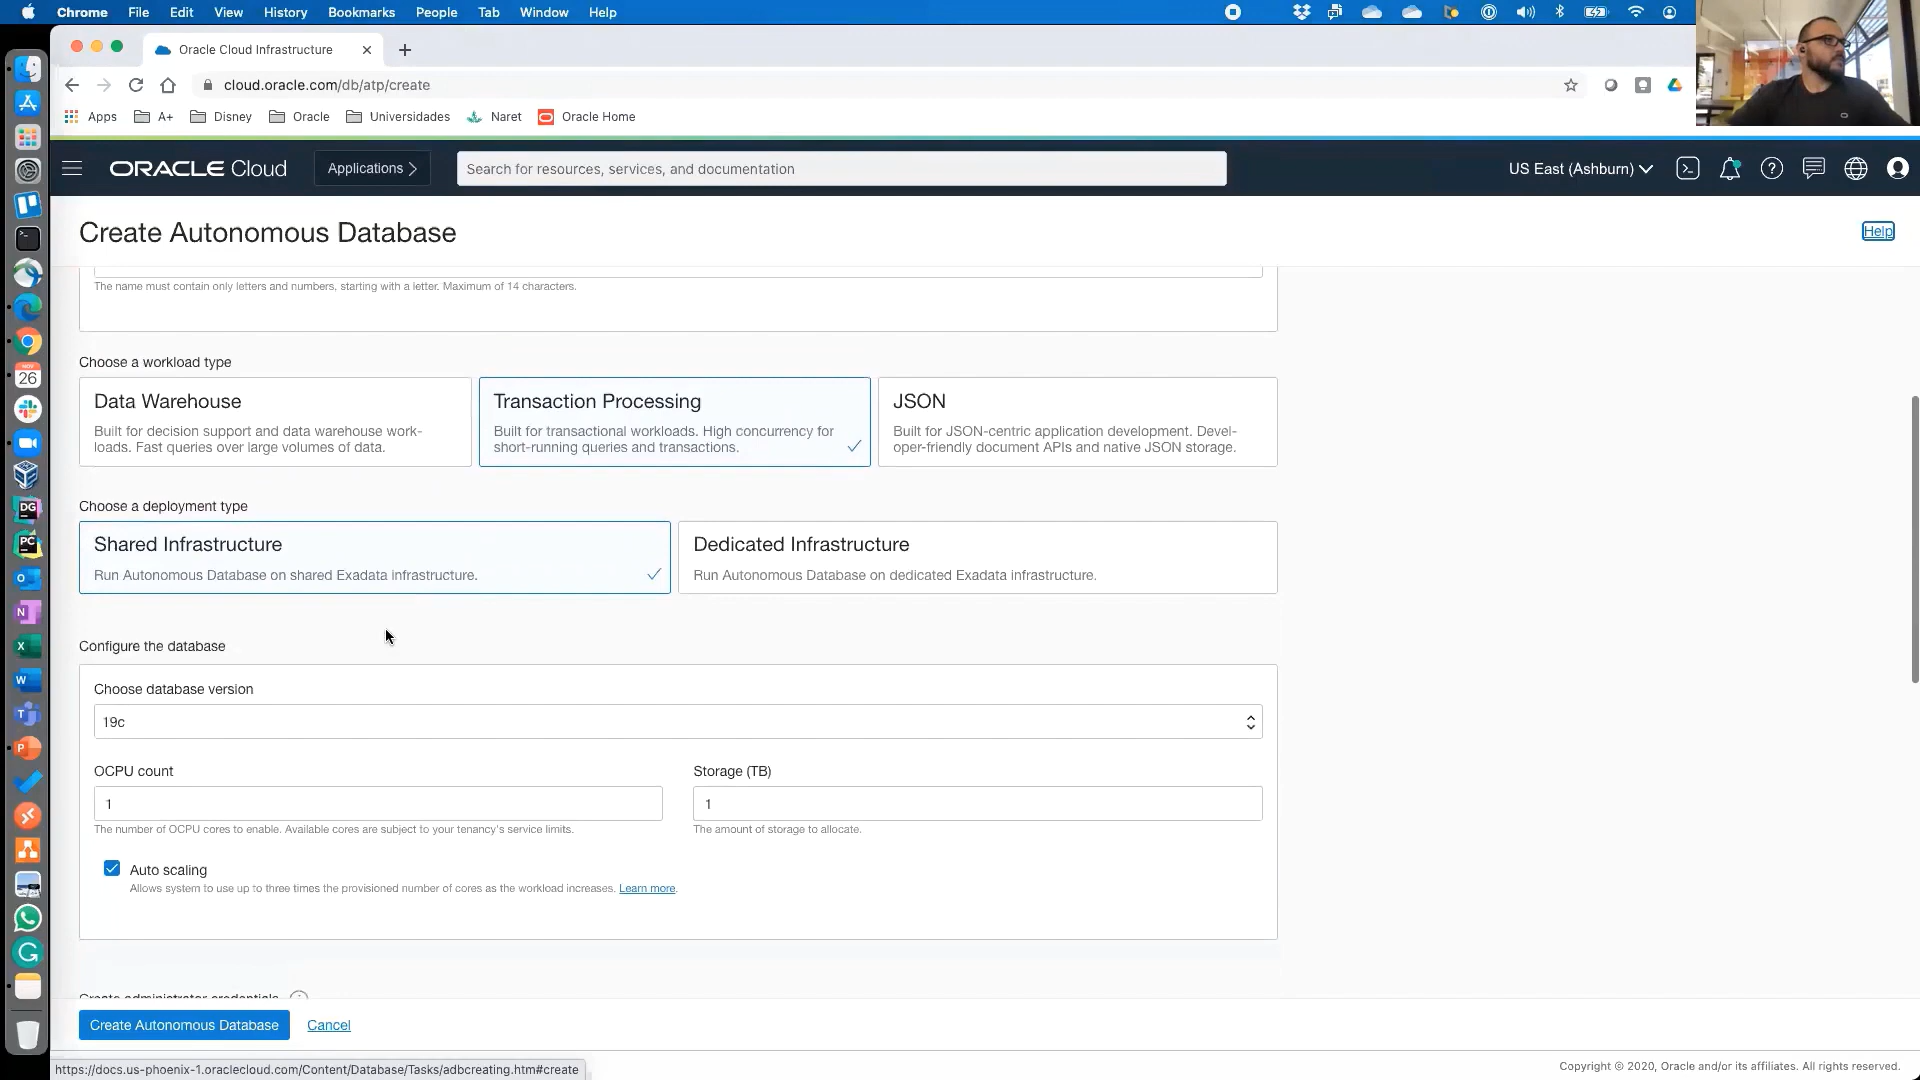 Chrome File Edit View History Bookmarks People Tab Window Help
Oracle Cloud Infrastructure
cloud.oracle.com/db/atp/create
Apps A+ Disney Oracle Universidades Naret Oracle Home
ORACLE Cloud Applications Search for resources, services, and documentation US East (Ashburn)
Create Autonomous Database Help
The name must contain only letters and numbers, starting with a letter. Maximum of 14 characters.
Choose a workload type
Data Warehouse
Built for decision support and data warehouse work-
loads. Fast queries over large volumes of data.
Transaction Processing
Built for transactional workloads. High concurrency for
short-running queries and transactions.
JSON
Built for JSON-centric application development. Devel-
oper-friendly document APIs and native JSON storage.
Choose a deployment type
Shared Infrastructure
Run Autonomous Database on shared Exadata infrastructure.
Dedicated Infrastructure
Run Autonomous Database on dedicated Exadata infrastructure.
Configure the database
Choose database version
19c
OCPU count
1
The number of OCPU cores to enable. Available cores are subject to your tenancy's service limits.
Storage (TB)
1
The amount of storage to allocate.
Auto scaling
Allows system to use up to three times the provisioned number of cores as the workload increases. Learn more.
Create administrator credentials
Create Autonomous Database Cancel
https://docs.us-phoenix-1.oraclecloud.com/Content/Database/Tasks/adbcreating.htm#create
Copyright © 2020, Oracle and/or its affiliates. All rights reserved.
NOV
26
DG
PC
O
N
X
W
T
P